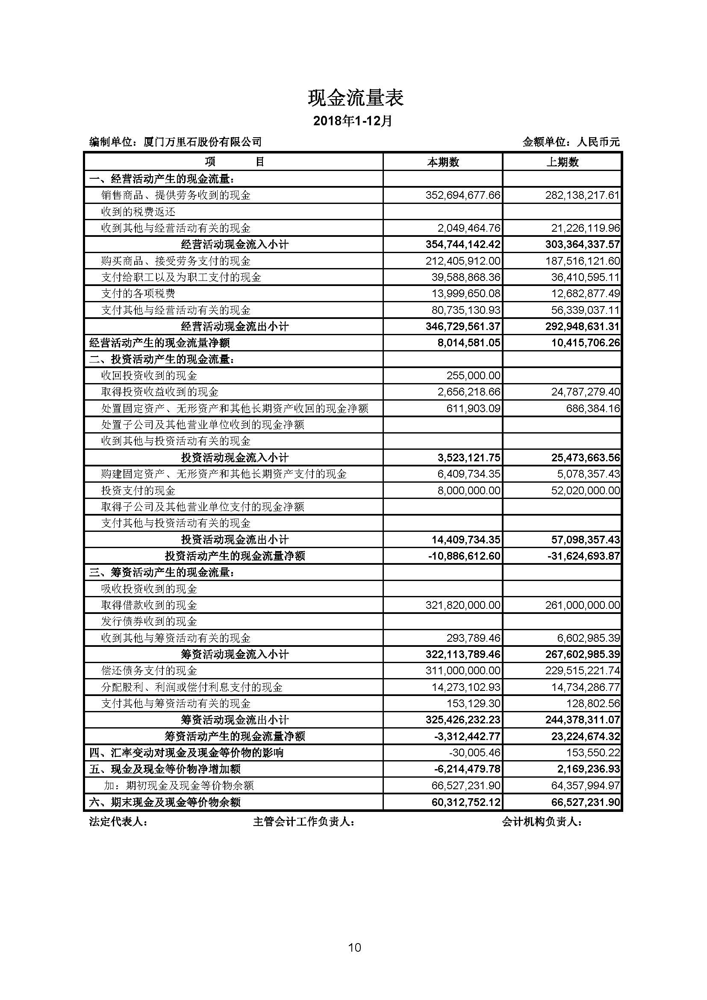 现金流量表
2018年1-12月
编制单位：厦门万里石股份有限公司 金额单位：人民币元
项 目 本期数 上期数
一、经营活动产生的现金流量：
销售商品、提供劳务收到的现金 352,694,677.66 282,138,217.61
收到的税费返还
收到其他与经营活动有关的现金 2,049,464.76 21,226,119.96
经营活动现金流入小计 354,744,142.42 303,364,337.57
购买商品、接受劳务支付的现金 212,405,912.00 187,516,121.60
支付给职工以及为职工支付的现金 39,588,868.36 36,410,595.11
支付的各项税费 13,999,650.08 12,682,877.49
支付其他与经营活动有关的现金 80,735,130.93 56,339,037.11
经营活动现金流出小计 346,729,561.37 292,948,631.31
经营活动产生的现金流量净额 8,014,581.05 10,415,706.26
二、投资活动产生的现金流量：
收回投资收到的现金 255,000.00
取得投资收益收到的现金 2,656,218.66 24,787,279.40
处置固定资产、无形资产和其他长期资产收回的现金净额 611,903.09 686,384.16
处置子公司及其他营业单位收到的现金净额
收到其他与投资活动有关的现金
投资活动现金流入小计 3,523,121.75 25,473,663.56
购建固定资产、无形资产和其他长期资产支付的现金 6,409,734.35 5,078,357.43
投资支付的现金 8,000,000.00 52,020,000.00
取得子公司及其他营业单位支付的现金净额
支付其他与投资活动有关的现金
投资活动现金流出小计 14,409,734.35 57,098,357.43
投资活动产生的现金流量净额 -10,886,612.60 -31,624,693.87
三、筹资活动产生的现金流量：
吸收投资收到的现金
取得借款收到的现金 321,820,000.00 261,000,000.00
发行债券收到的现金
收到其他与筹资活动有关的现金 293,789.46 6,602,985.39
筹资活动现金流入小计 322,113,789.46 267,602,985.39
偿还债务支付的现金 311,000,000.00 229,515,221.74
分配股利、利润或偿付利息支付的现金 14,273,102.93 14,734,286.77
支付其他与筹资活动有关的现金 153,129.30 128,802.56
筹资活动现金流出小计 325,426,232.23 244,378,311.07
筹资活动产生的现金流量净额 -3,312,442.77 23,224,674.32
四、汇率变动对现金及现金等价物的影响 -30,005.46 153,550.22
五、现金及现金等价物净增加额 -6,214,479.78 2,169,236.93
加：期初现金及现金等价物余额 66,527,231.90 64,357,994.97
六、期末现金及现金等价物余额 60,312,752.12 66,527,231.90
法定代表人： 主管会计工作负责人： 会计机构负责人：
10